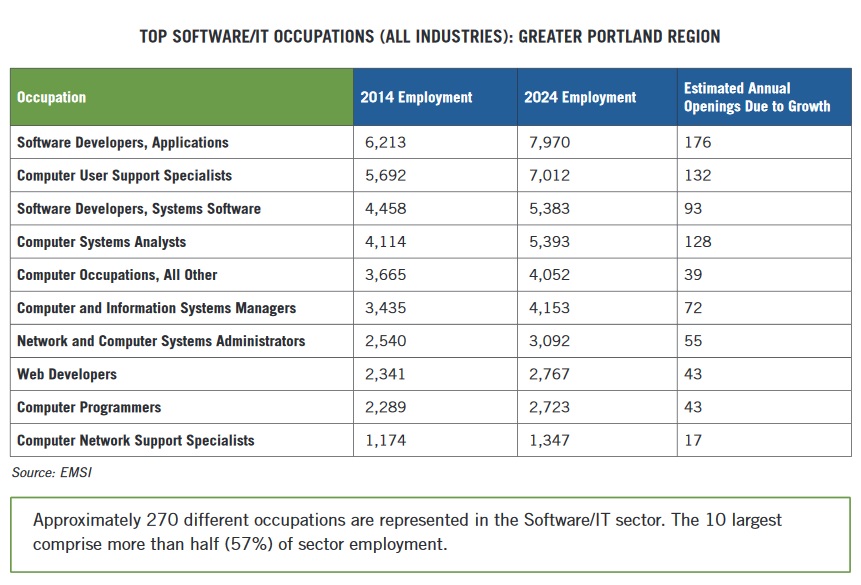 TOP SOFTWARE/IT OCCUPATIONS (ALL INDUSTRIES): GREATER PORTLAND REGION
Occupation 2014 Employment 2024 Employment Estimated Annual Openings Due to Growth
Software Developers, Applications 6,213 7,970 176
Computer User Support Specialists 5,692 7,012 132
Software Developers, Systems Software 4,458 5,383 93
Computer Systems Analysts 4,114 5,393 128
Computer Occupations, All Other 3,665 4,052 39
Computer and Information Systems Managers 3,435 4,153 72
Network and Computer Systems Administrators 2,540 3,092 55
Web Developers 2,341 2,767 43
Computer Programmers 2,289 2,723 43
Computer Network Support Specialists 1,174 1,347 17
Source: EMSI
Approximately 270 different occupations are represented in the Software/IT sector. The 10 largest
comprise more than half (57%) of sector employment.